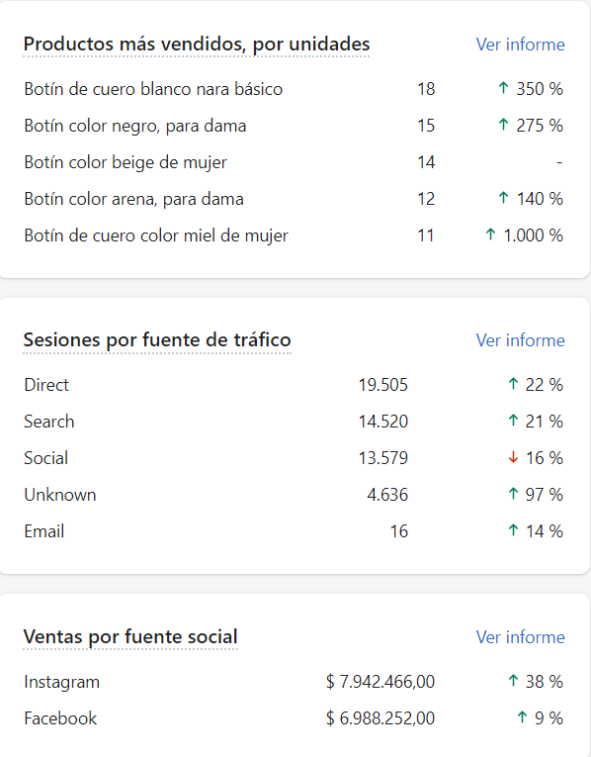 Productos más vendidos, por unidades Ver informe
Botín de cuero blanco nara básico 18 ↑ 350 %
Botín color negro, para dama 15 ↑ 275 %
Botín color beige de mujer 14 -
Botín color arena, para dama 12 ↑ 140 %
Botín de cuero color miel de mujer 11 ↑ 1.000 %
Sesiones por fuente de tráfico Ver informe
Direct 19.505 ↑ 22 %
Search 14.520 ↑ 21 %
Social 13.579 ↓ 16 %
Unknown 4.636 ↑ 97 %
Email 16 ↑ 14 %
Ventas por fuente social Ver informe
Instagram $ 7.942.466,00 ↑ 38 %
Facebook $ 6.988.252,00 ↑ 9 %